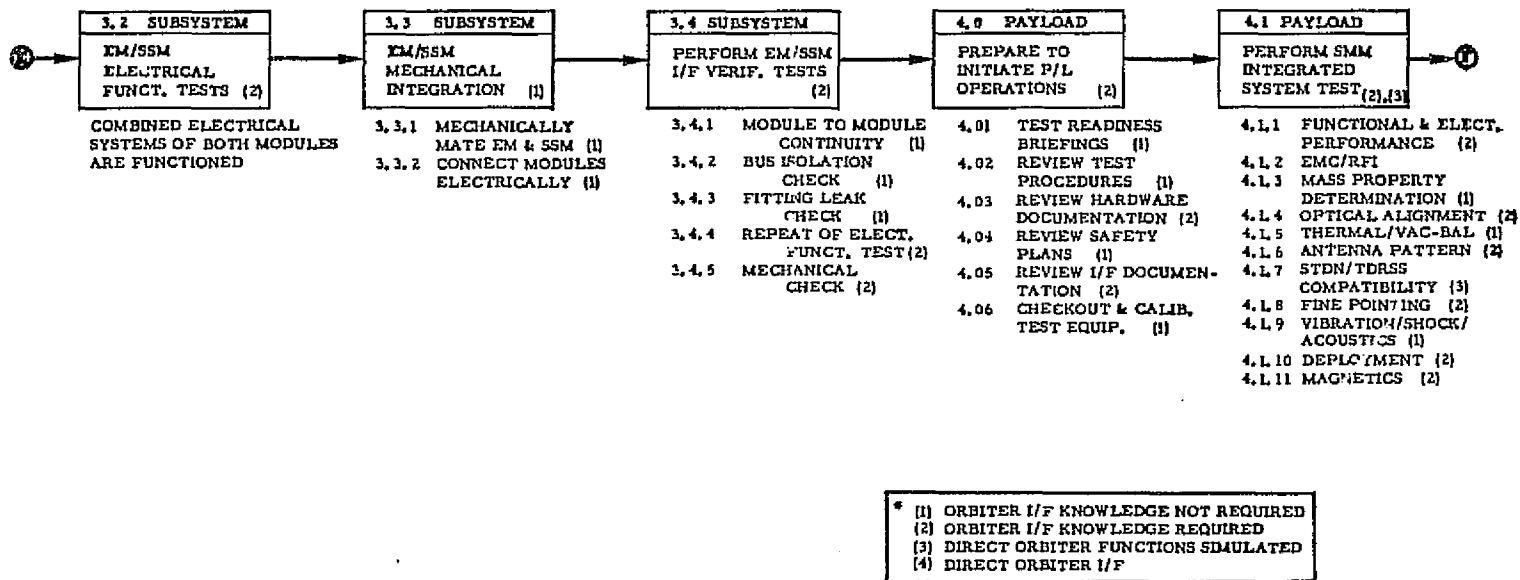 3.2 SUBSYSTEM
EM/SSM
ELECTRICAL
FUNCT. TESTS (2)
COMBINED ELECTRICAL
SYSTEMS OF BOTH MODULES
ARE FUNCTIONED
3.3 SUBSYSTEM
EM/SSM
MECHANICAL
INTEGRATION (1)
3.3.1 MECHANICALLY
MATE EM & SSM (1)
3.3.2 CONNECT MODULES
ELECTRICALLY (1)
3.4 SUBSYSTEM
PERFORM EM/SSM
I/F VERIF. TESTS
(2)
3.4.1 MODULE TO MODULE
CONTINUITY (1)
3.4.2 BUS ISOLATION
CHECK (1)
3.4.3 FITTING LEAK
CHECK (1)
3.4.4 REPEAT OF ELECT.
FUNCT. TEST (2)
3.4.5 MECHANICAL
CHECK (2)
4.0 PAYLOAD
PREPARE TO
INITIATE P/L
OPERATIONS (2)
4.01 TEST READINESS
BRIEFINGS (1)
4.02 REVIEW TEST
PROCEDURES (1)
4.03 REVIEW HARDWARE
DOCUMENTATION (2)
4.04 REVIEW SAFETY
PLANS (1)
4.05 REVIEW I/F DOCUMEN-
TATION (2)
4.06 CHECKOUT & CALIB.
TEST EQUIP. (1)
4.1 PAYLOAD
PERFORM SMM
INTEGRATED
SYSTEM TEST (2),(3)
4.1.1 FUNCTIONAL & ELECT.
PERFORMANCE (2)
4.1.2 EMC/RFI
4.1.3 MASS PROPERTY
DETERMINATION (1)
4.1.4 OPTICAL ALIGNMENT (2)
4.1.5 THERMAL/VAC-BAL (1)
4.1.6 ANTENNA PATTERN (2)
4.1.7 STDN/TDRSS
COMPATIBILITY (3)
4.1.8 FINE POINTING (2)
4.1.9 VIBRATION/SHOCK/
ACOUSTICS (1)
4.1.10 DEPLOYMENT (2)
4.1.11 MAGNETICS (2)
* (1) ORBITER I/F KNOWLEDGE NOT REQUIRED
(2) ORBITER I/F KNOWLEDGE REQUIRED
(3) DIRECT ORBITER FUNCTIONS SIMULATED
(4) DIRECT ORBITER I/F